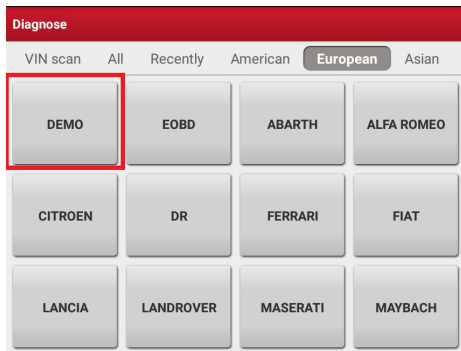 Diagnose
VIN scan All Recently American European Asian
DEMO EOBD ABARTH ALFA ROMEO
CITROEN DR FERRARI FIAT
LANCIA LANDROVER MASERATI MAYBACH